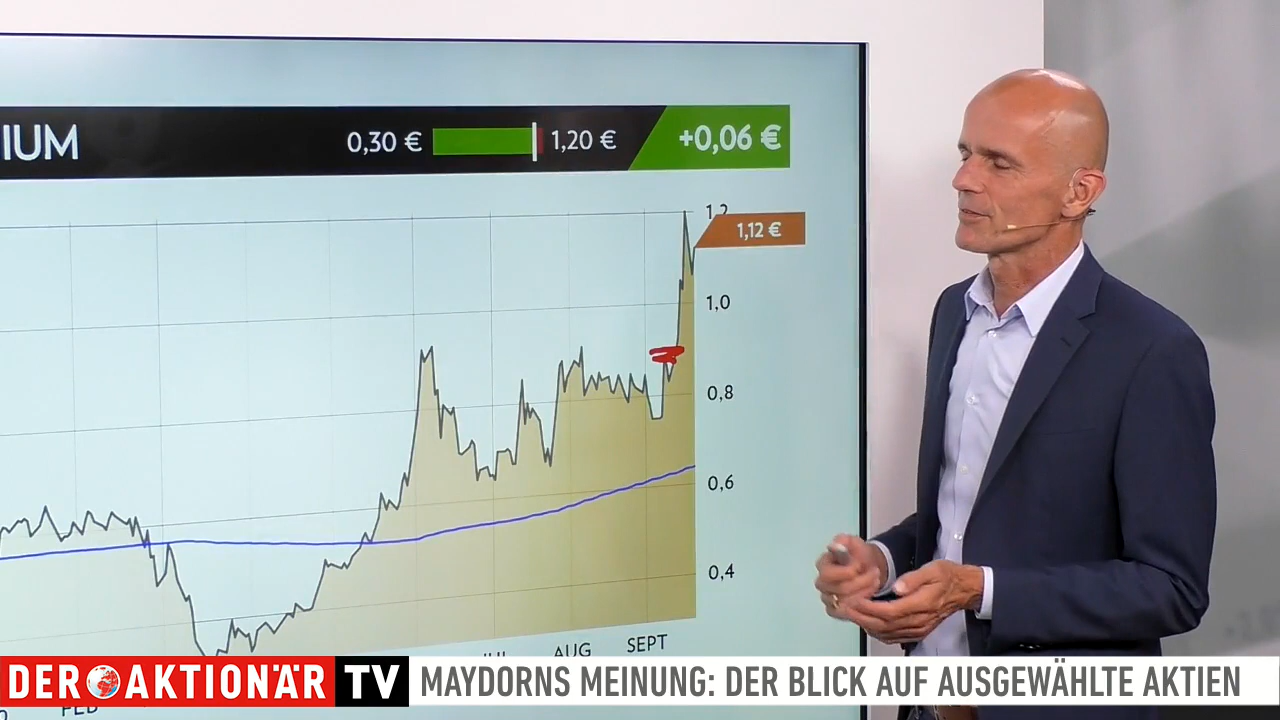 IUM 0,30 € 1,20 € +0,06 €
1,2
1,12 €
1,0
0,8
0,6
0,4
AUG SEPT
FEB
DER AKTIONÄR TV MAYDORNS MEINUNG: DER BLICK AUF AUSGEWÄHLTE AKTIEN